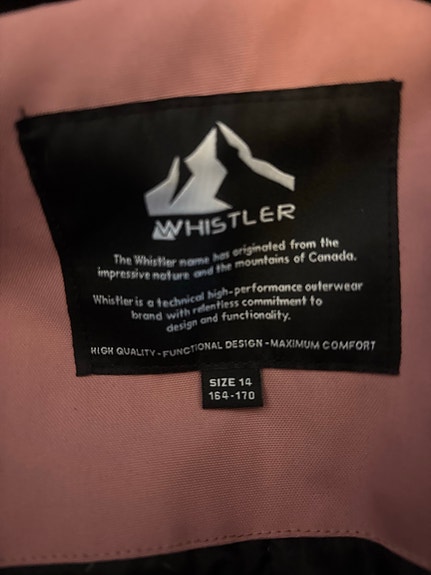 WHISTLER
The Whistler name has originated from the
impressive nature and the mountains of Canada.
Whistler is a technical high-performance outerwear
brand with relentless commitment to
design and functionality.
HIGH QUALITY - FUNCTIONAL DESIGN - MAXIMUM COMFORT
SIZE 14
164-170